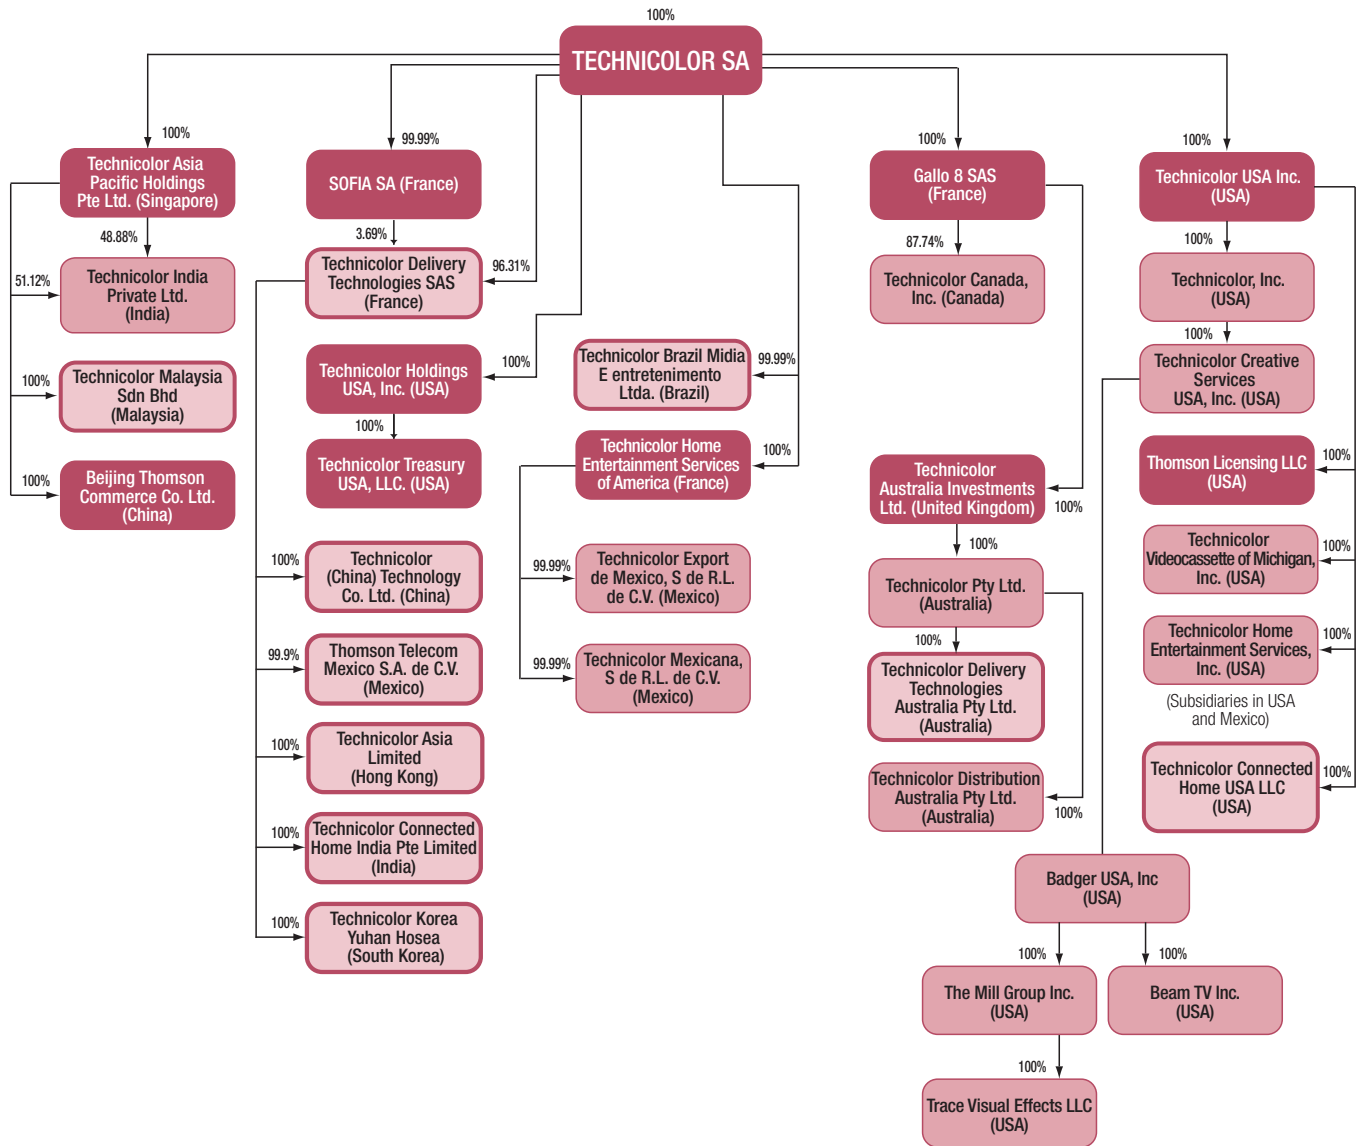 100%
TECHNICOLOR SA
100%
Technicolor Asia
Pacific Holdings
Pte Ltd. (Singapore)
48.88%
51.12%
Technicolor India
Private Ltd.
(India)
100%
Technicolor Malaysia
Sdn Bhd
(Malaysia)
100%
Beijing Thomson
Commerce Co. Ltd.
(China)
99.99%
SOFIA SA (France)
3.69%
96.31%
Technicolor Delivery
Technologies SAS
(France)
100%
Technicolor Holdings
USA, Inc. (USA)
100%
Technicolor Treasury
USA, LLC. (USA)
100%
Technicolor
(China) Technology
Co. Ltd. (China)
99.9%
Thomson Telecom
Mexico S.A. de C.V.
(Mexico)
100%
Technicolor Asia
Limited
(Hong Kong)
100%
Technicolor Connected
Home India Pte Limited
(India)
100%
Technicolor Korea
Yuhan Hosea
(South Korea)
99.99%
Technicolor Brazil Midia
E entretenimento
Ltda. (Brazil)
100%
Technicolor Home
Entertainment Services
of America (France)
99.99%
Technicolor Export
de Mexico, S de R.L.
de C.V. (Mexico)
99.99%
Technicolor Mexicana,
S de R.L. de C.V.
(Mexico)
100%
Gallo 8 SAS
(France)
87.74%
Technicolor Canada,
Inc. (Canada)
100%
Technicolor
Australia Investments
Ltd. (United Kingdom)
100%
Technicolor Pty Ltd.
(Australia)
100%
Technicolor Delivery
Technologies
Australia Pty Ltd.
(Australia)
100%
Technicolor Distribution
Australia Pty Ltd.
(Australia)
100%
Technicolor USA Inc.
(USA)
100%
Technicolor, Inc.
(USA)
100%
Technicolor Creative
Services
USA, Inc. (USA)
100%
Thomson Licensing LLC
(USA)
100%
Technicolor
Videocassette of Michigan,
Inc. (USA)
100%
Technicolor Home
Entertainment Services,
Inc. (USA)
(Subsidiaries in USA
and Mexico)
100%
Technicolor Connected
Home USA LLC
(USA)
Badger USA, Inc
(USA)
100%
The Mill Group Inc.
(USA)
100%
Beam TV Inc.
(USA)
100%
Trace Visual Effects LLC
(USA)